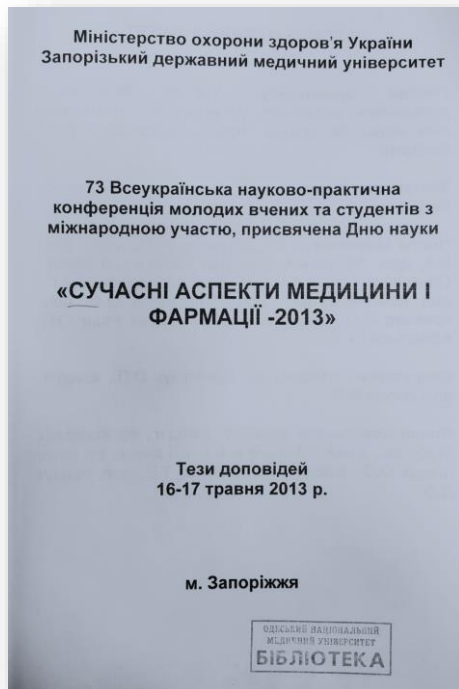 Міністерство охорони здоров'я України
Запорізький державний медичний університет
73 Всеукраїнська науково-практична
конференція молодих вчених та студентів з
міжнародною участю, присвячена Дню науки
«СУЧАСНІ АСПЕКТИ МЕДИЦИНИ І
ФАРМАЦІЇ -2013»
Тези доповідей
16-17 травня 2013 р.
м. Запоріжжя
ОДЕСЬКИЙ НАЦІОНАЛЬНИЙ
МЕДИЧНИЙ УНІВЕРСИТЕТ
БІБЛІОТЕКА